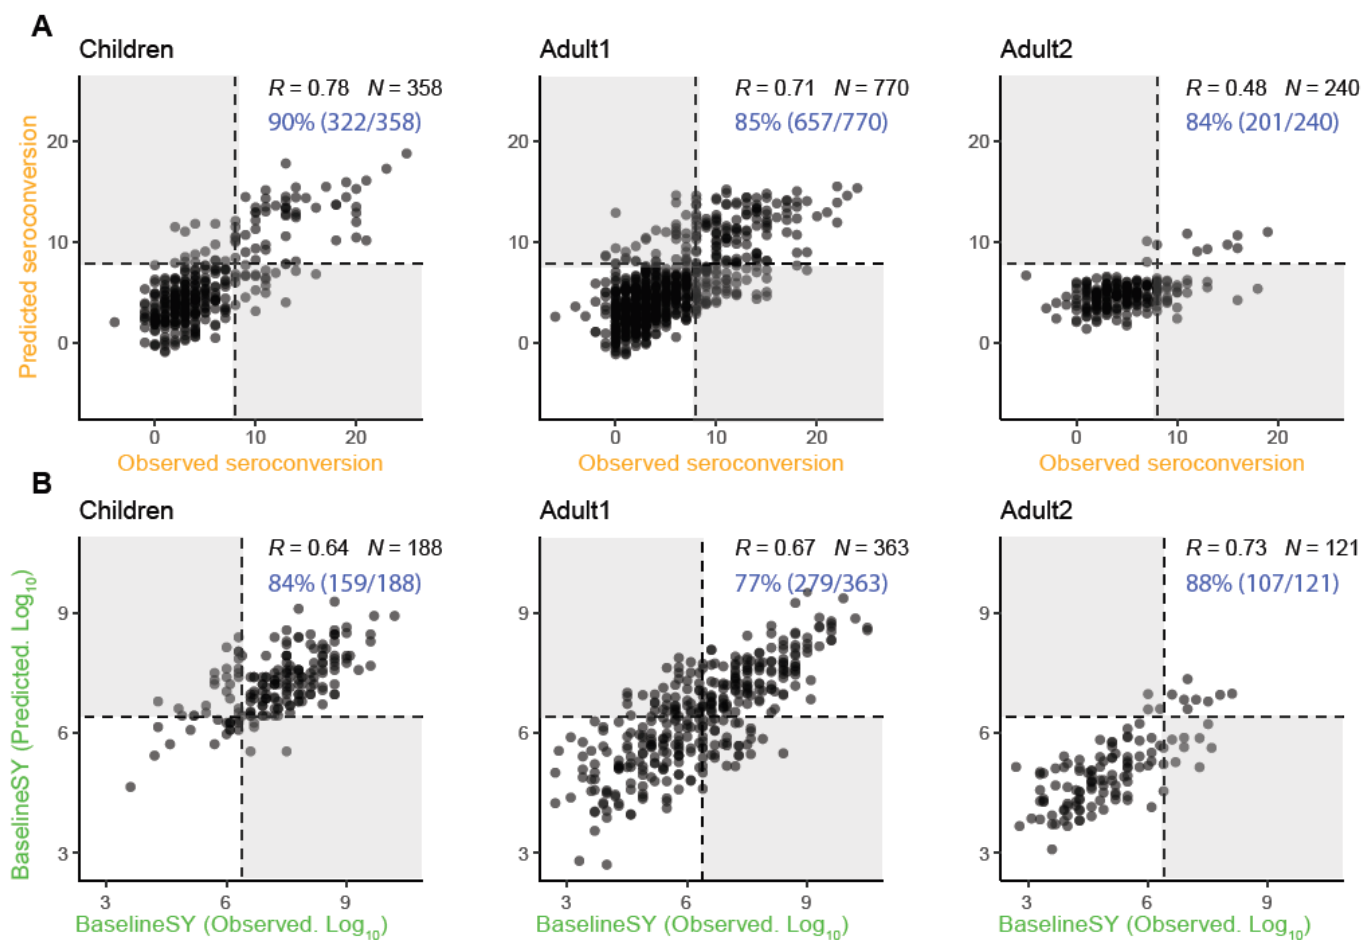 A
Children
Adult1
Adult2
R = 0.78 N = 358
R = 0.71 N = 770
R = 0.48 N = 240
90% (322/358)
85% (657/770)
84% (201/240)
Predicted seroconversion
20
10
0
20
10
0
20
10
0
0 10 20
0 10 20
0 10 20
Observed seroconversion
Observed seroconversion
Observed seroconversion
B
Children
Adult1
Adult2
R = 0.64 N = 188
R = 0.67 N = 363
R = 0.73 N = 121
84% (159/188)
77% (279/363)
88% (107/121)
BaselineSY (Predicted. Log10)
9
6
3
9
6
3
9
6
3
3 6 9
3 6 9
3 6 9
BaselineSY (Observed. Log10)
BaselineSY (Observed. Log10)
BaselineSY (Observed. Log10)